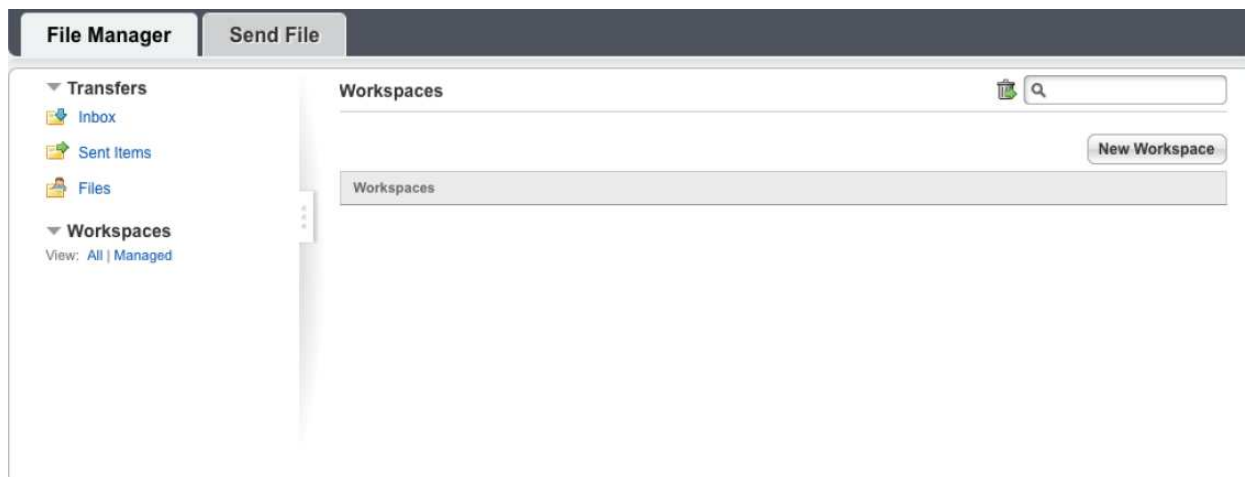 File Manager
Send File
Transfers
Inbox
Sent Items
Files
Workspaces
View: All | Managed
Workspaces
New Workspace
Workspaces